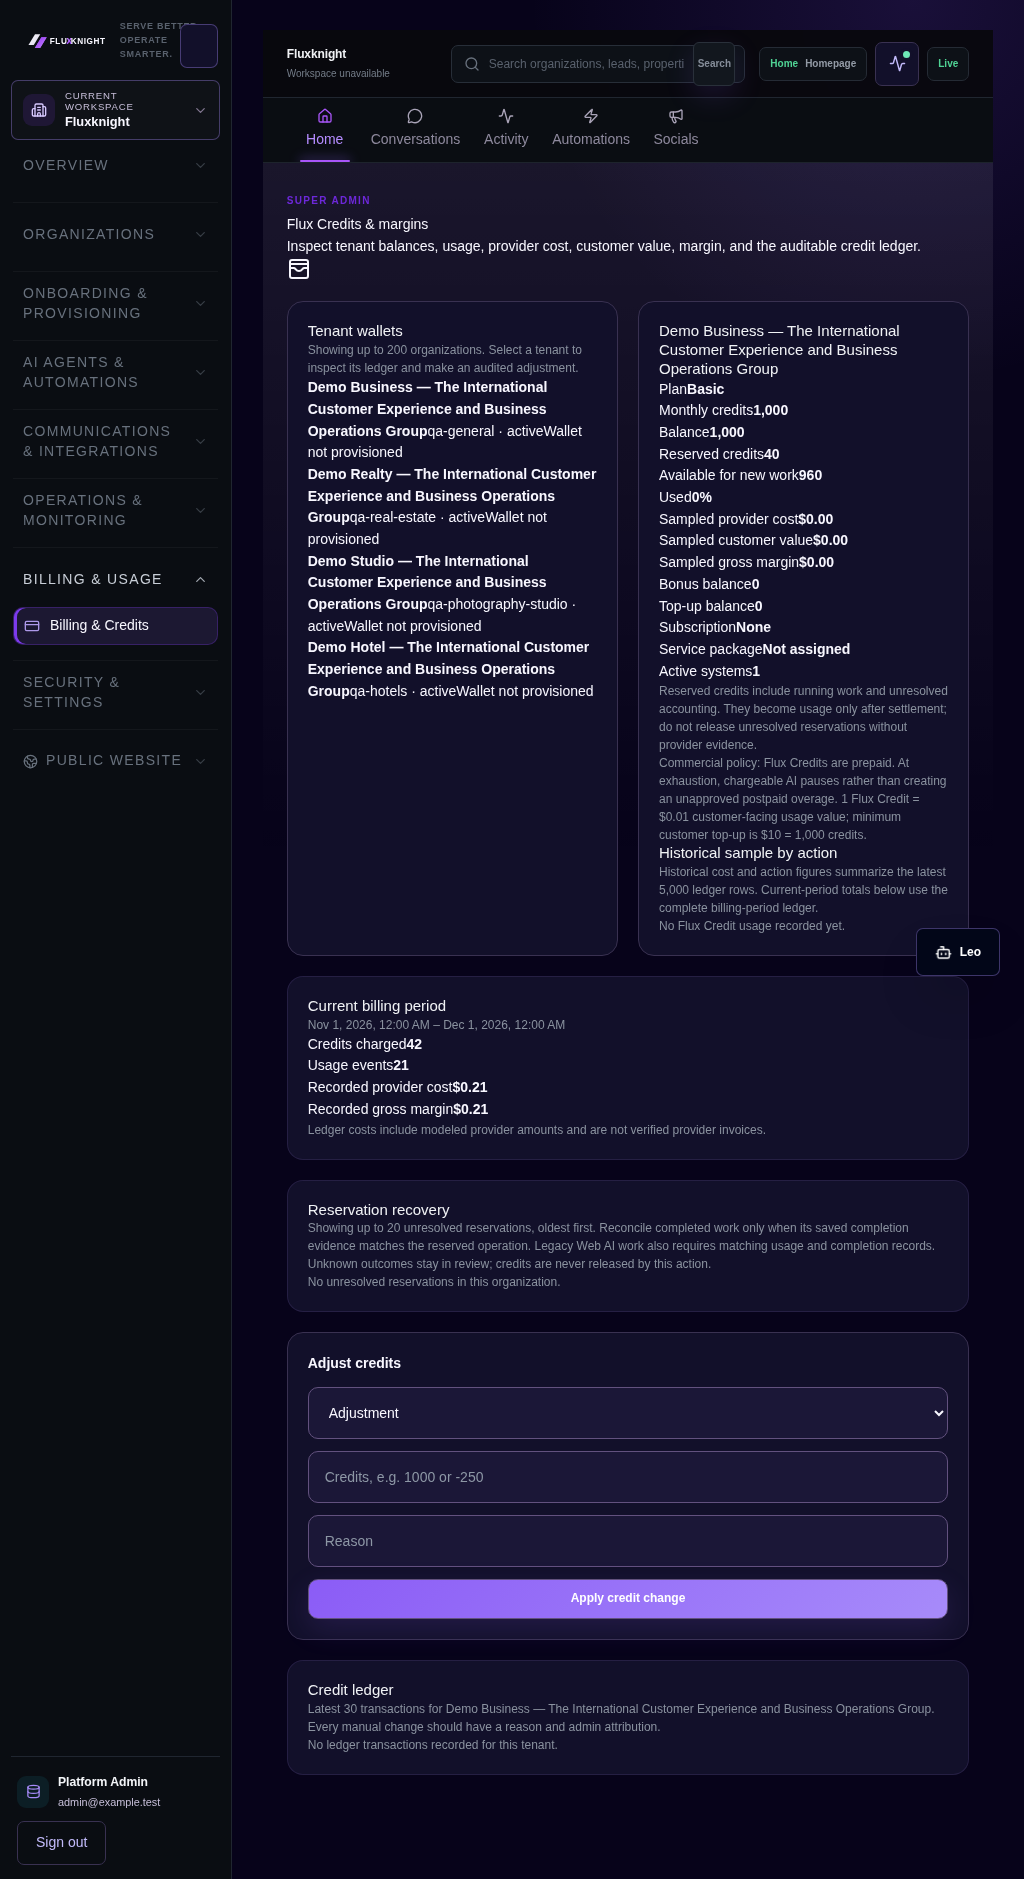 FLUXKNIGHT
SERVE BETTER.
OPERATE
SMARTER.
CURRENT
WORKSPACE
Fluxknight
OVERVIEW
ORGANIZATIONS
ONBOARDING &
PROVISIONING
AI AGENTS &
AUTOMATIONS
COMMUNICATIONS
& INTEGRATIONS
OPERATIONS &
MONITORING
BILLING & USAGE
Billing & Credits
SECURITY &
SETTINGS
PUBLIC WEBSITE
Platform Admin
admin@example.test
Sign out
Fluxknight
Workspace unavailable
Search organizations, leads, properti
Search
Home Homepage
Live
Home
Conversations
Activity
Automations
Socials
SUPER ADMIN
Flux Credits & margins
Inspect tenant balances, usage, provider cost, customer value, margin, and the auditable credit ledger.
Tenant wallets
Showing up to 200 organizations. Select a tenant to
inspect its ledger and make an audited adjustment.
Demo Business — The International
Customer Experience and Business
Operations Groupqa-general · activeWallet
not provisioned
Demo Realty — The International Customer
Experience and Business Operations
Groupqa-real-estate · activeWallet not
provisioned
Demo Studio — The International
Customer Experience and Business
Operations Groupqa-photography-studio ·
activeWallet not provisioned
Demo Hotel — The International Customer
Experience and Business Operations
Groupqa-hotels · activeWallet not provisioned
Demo Business — The International
Customer Experience and Business
Operations Group
PlanBasic
Monthly credits1,000
Balance1,000
Reserved credits40
Available for new work960
Used0%
Sampled provider cost$0.00
Sampled customer value$0.00
Sampled gross margin$0.00
Bonus balance0
Top-up balance0
SubscriptionNone
Service packageNot assigned
Active systems1
Reserved credits include running work and unresolved
accounting. They become usage only after settlement;
do not release unresolved reservations without
provider evidence.
Commercial policy: Flux Credits are prepaid. At
exhaustion, chargeable AI pauses rather than creating
an unapproved postpaid overage. 1 Flux Credit =
$0.01 customer-facing usage value; minimum
customer top-up is $10 = 1,000 credits.
Historical sample by action
Historical cost and action figures summarize the latest
5,000 ledger rows. Current-period totals below use the
complete billing-period ledger.
No Flux Credit usage recorded yet.
Leo
Current billing period
Nov 1, 2026, 12:00 AM – Dec 1, 2026, 12:00 AM
Credits charged42
Usage events21
Recorded provider cost$0.21
Recorded gross margin$0.21
Ledger costs include modeled provider amounts and are not verified provider invoices.
Reservation recovery
Showing up to 20 unresolved reservations, oldest first. Reconcile completed work only when its saved completion
evidence matches the reserved operation. Legacy Web AI work also requires matching usage and completion records.
Unknown outcomes stay in review; credits are never released by this action.
No unresolved reservations in this organization.
Adjust credits
Adjustment
Credits, e.g. 1000 or -250
Reason
Apply credit change
Credit ledger
Latest 30 transactions for Demo Business — The International Customer Experience and Business Operations Group.
Every manual change should have a reason and admin attribution.
No ledger transactions recorded for this tenant.